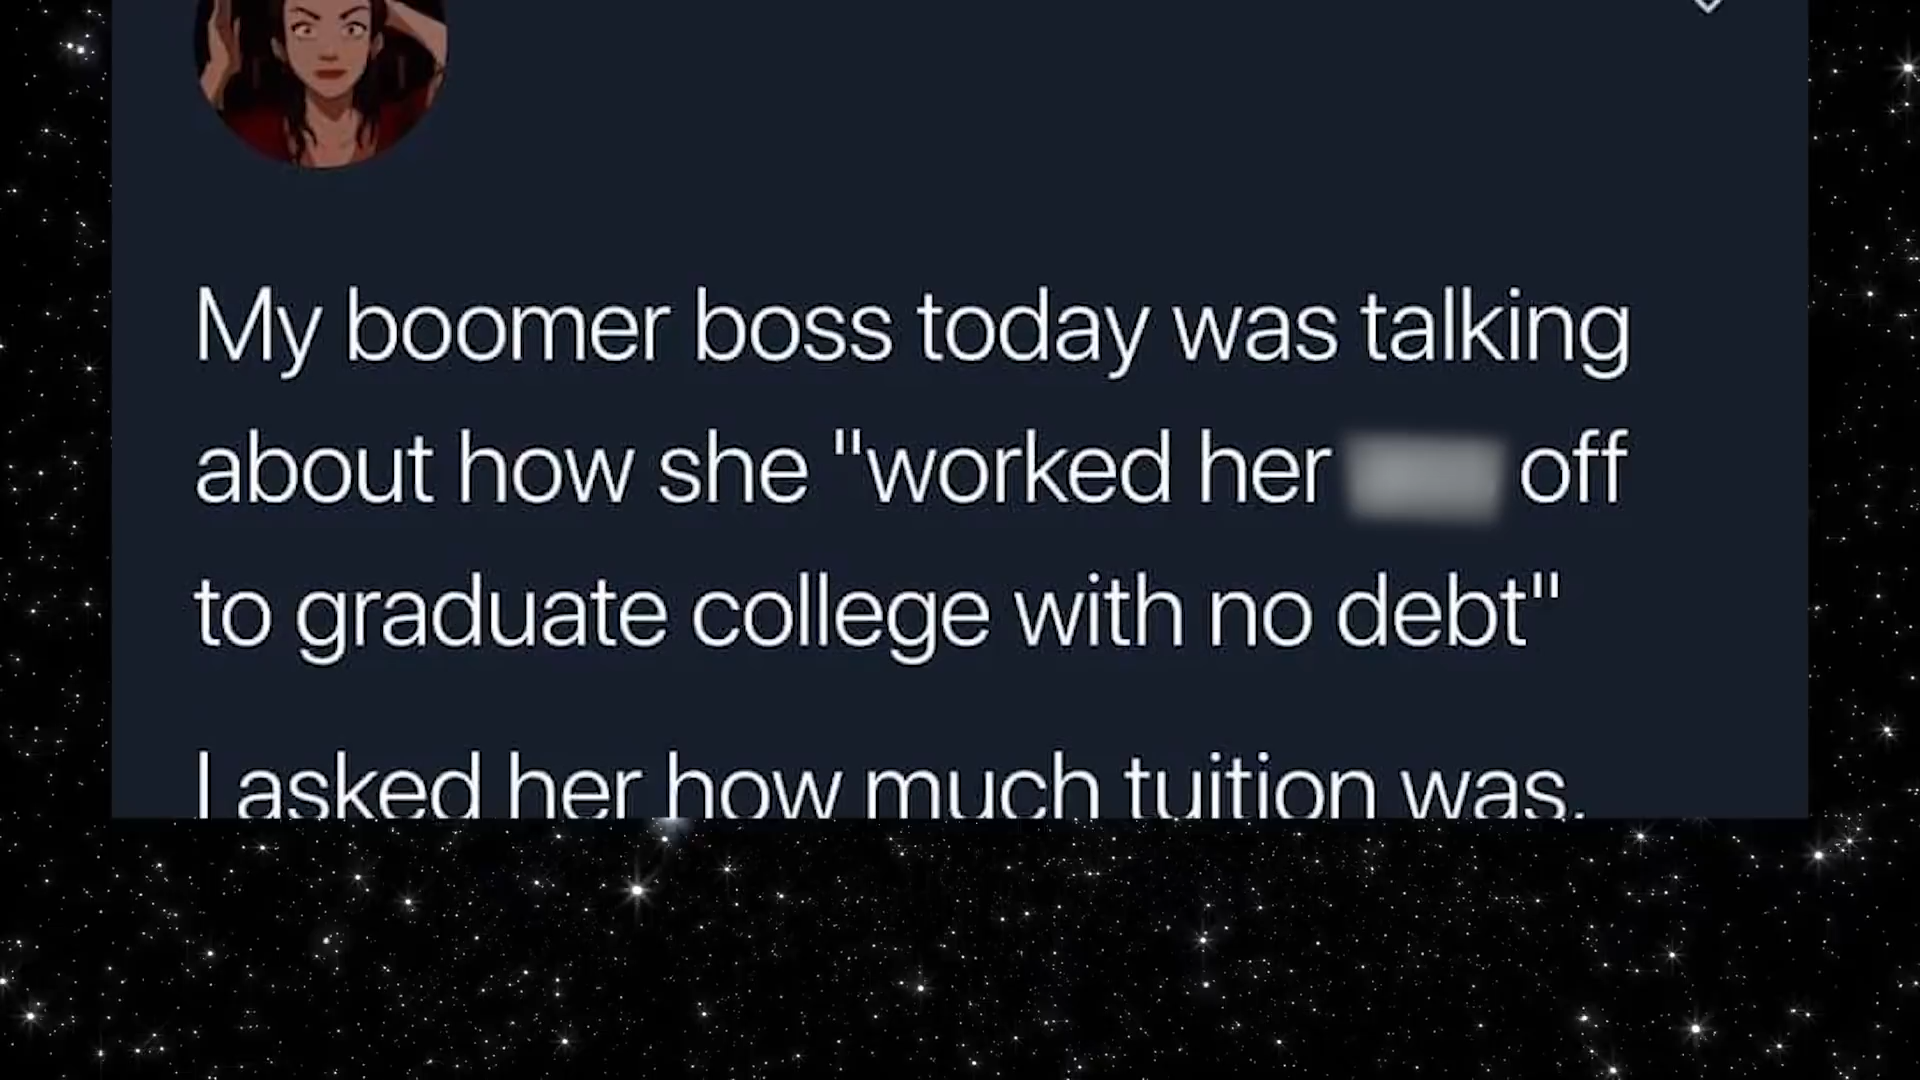 My boomer boss today was talking
about how she "worked her off
to graduate college with no debt"
I asked her how much tuition was.